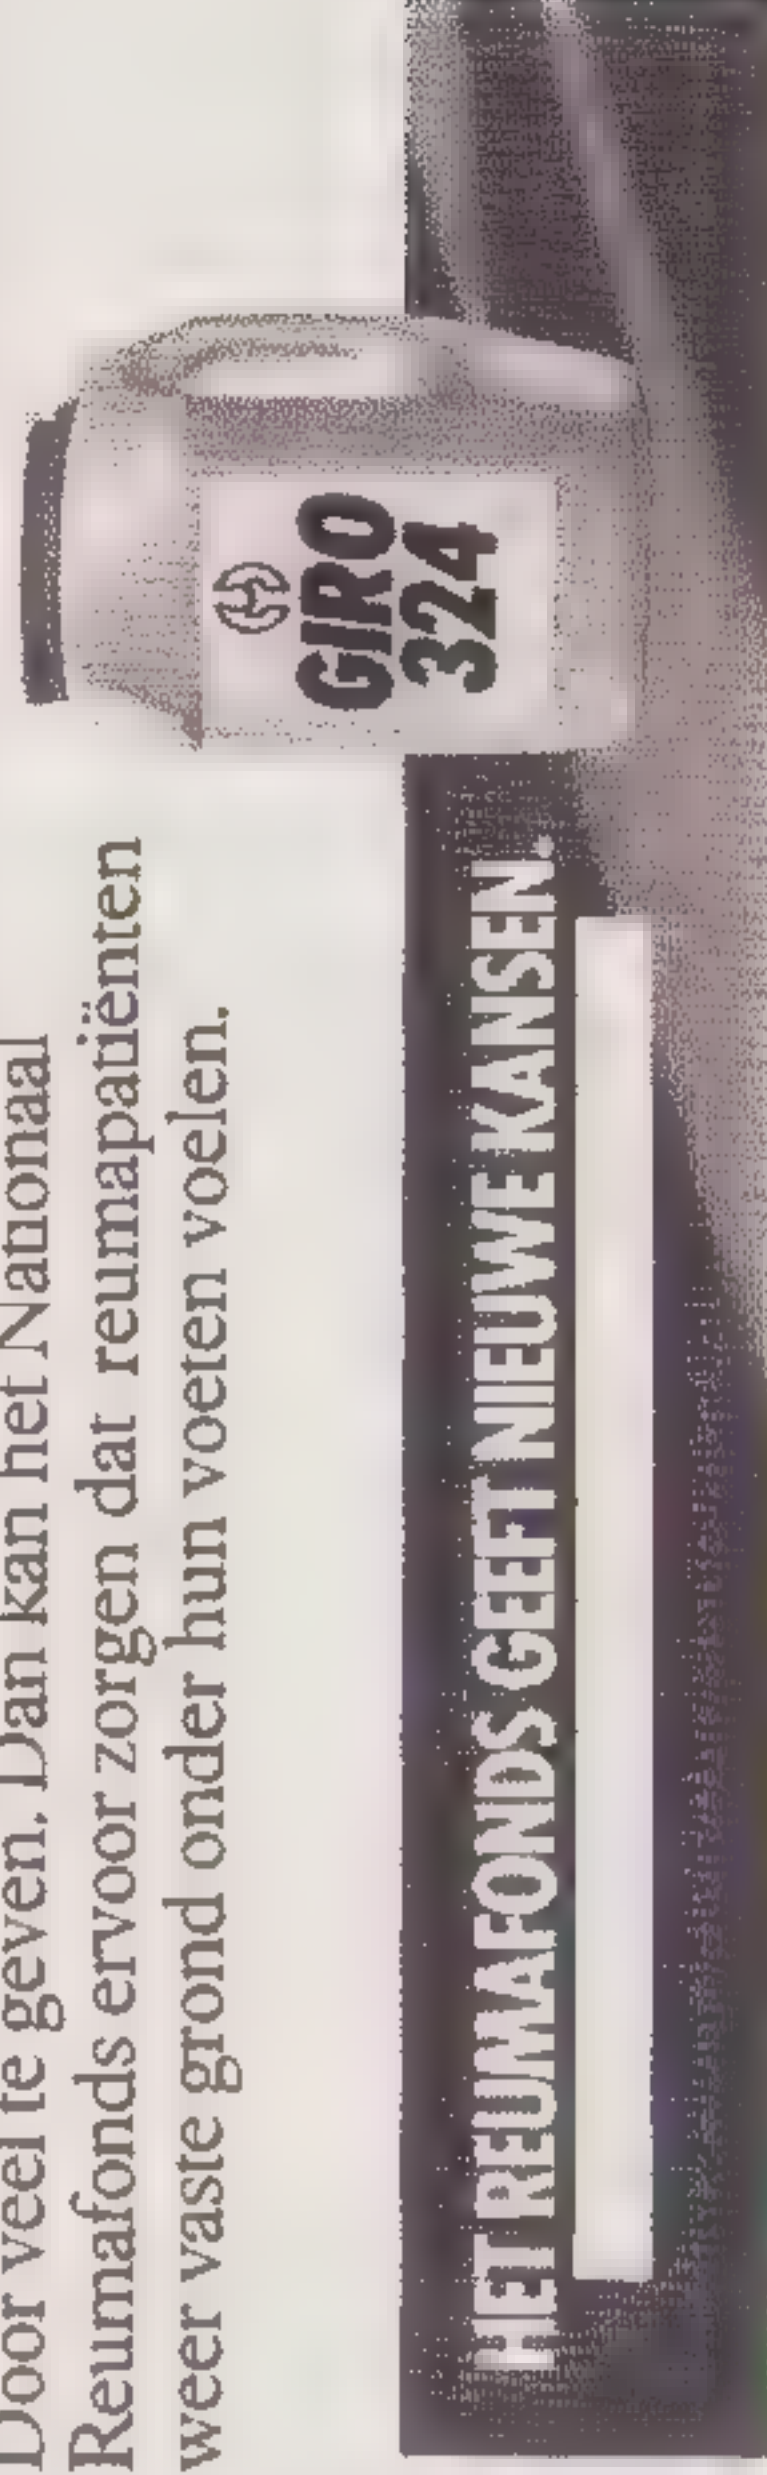 Door veel te geven. Dan kan het Nationaal
Reumafonds ervoor zorgen dat reumapatiënten
weer vaste grond onder hun voeten voelen.
GIRO
324
HET REUMAFONDS GEEFT NIEUWE KANSEN.